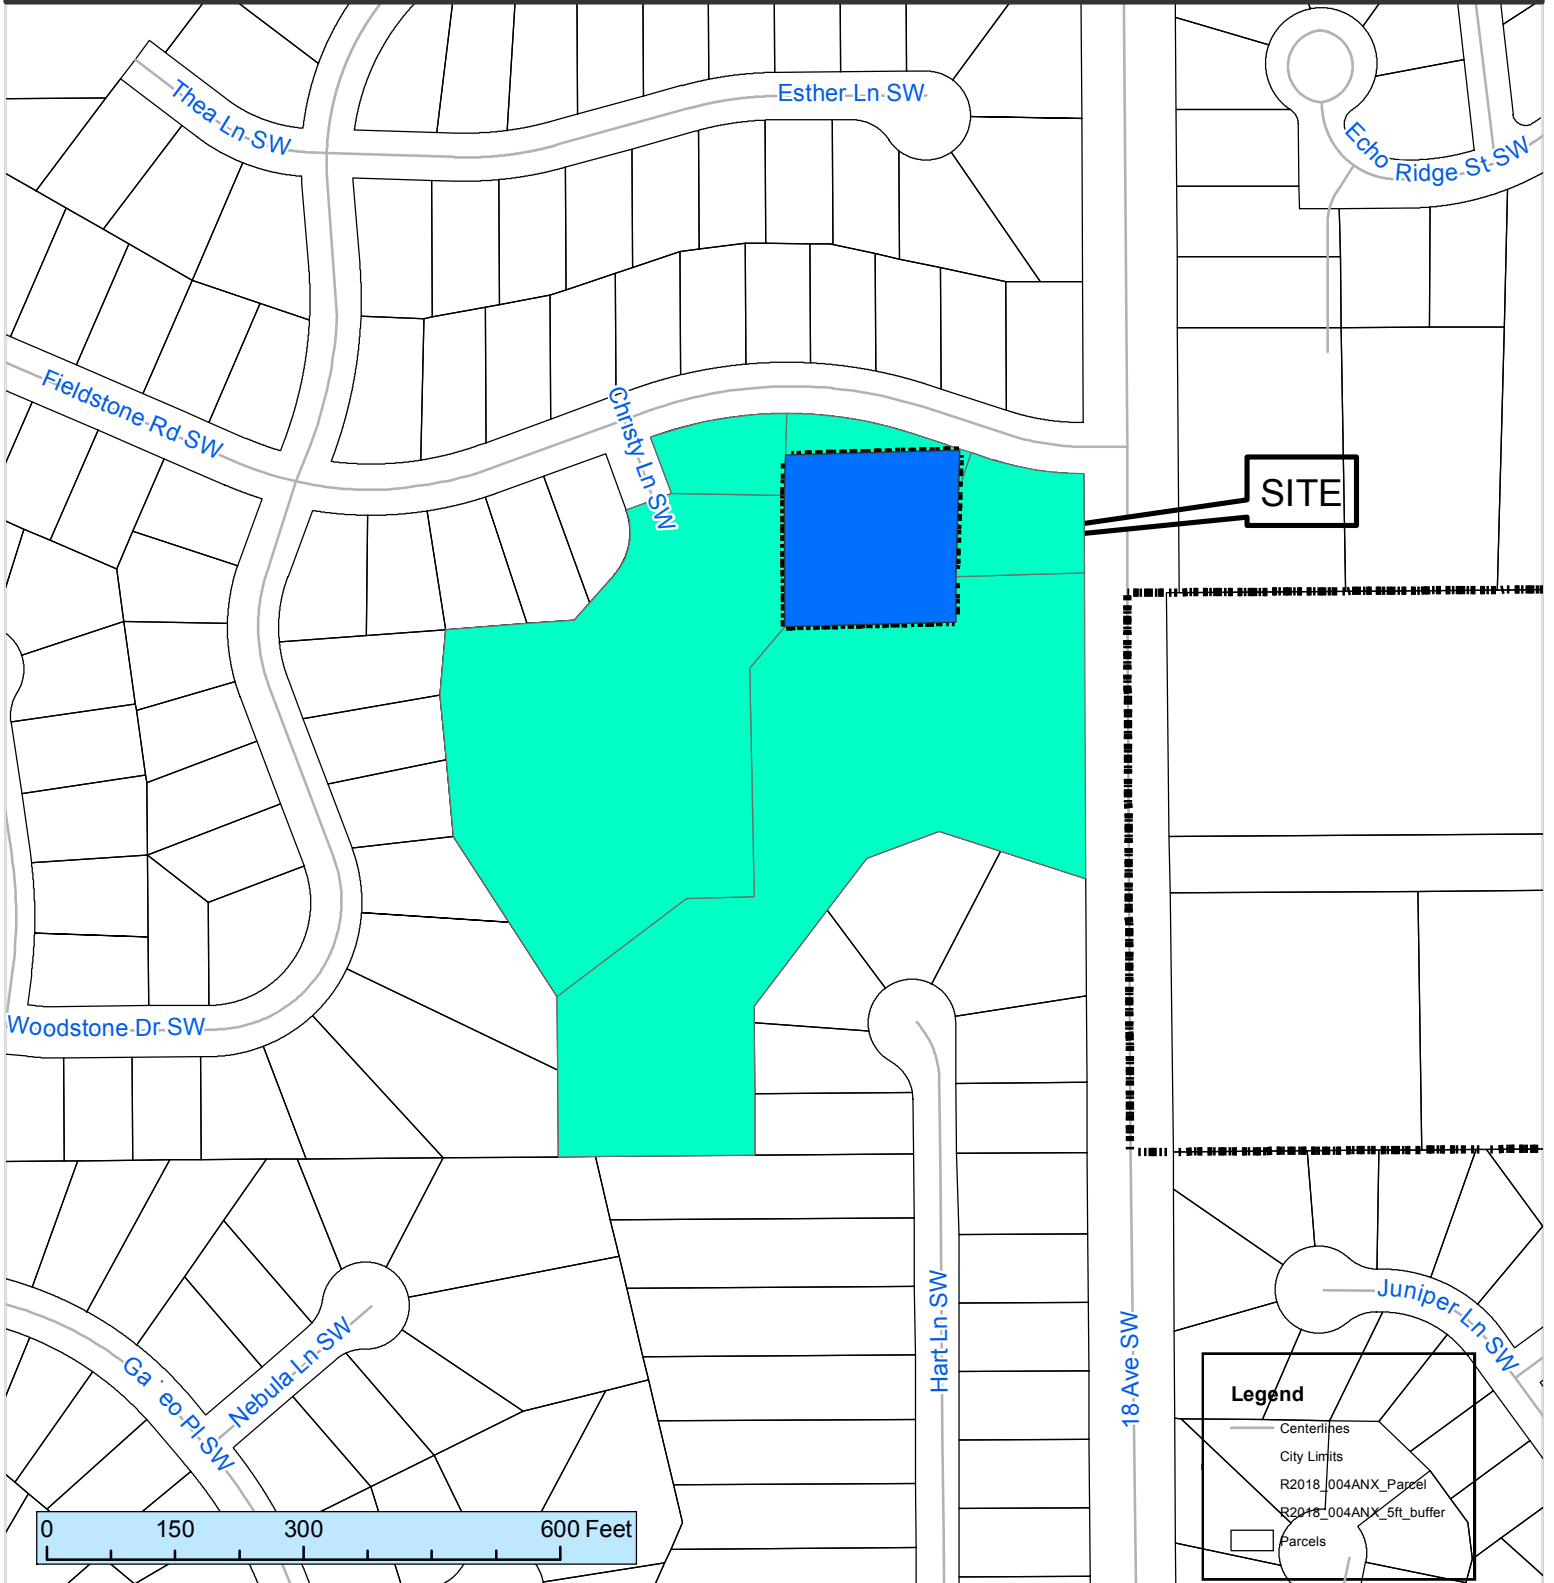 Esther Ln SW
Thea Ln SW
Echo Ridge St SW
Fieldstone Rd SW
Christy Ln SW
SITE
Woodstone Dr SW
Hart Ln SW
18 Ave SW
Juniper Ln SW
Nebula Ln SW
Pl SW
Legend
Centerlines
City Limits
R2018_004ANX_Parcel
R2018_004ANX_5ft_buffer
Parcels
0 150 300 600 Feet